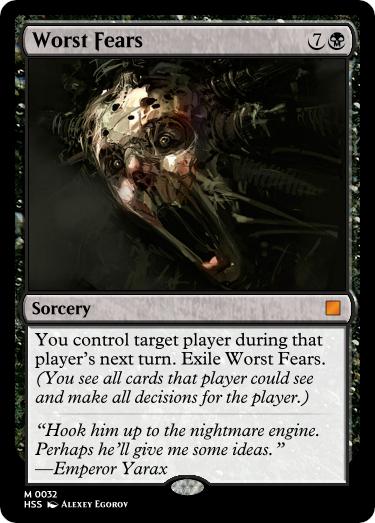 Worst Fears 7
Sorcery
You control target player during that
player's next turn. Exile Worst Fears.
(You see all cards that player could see
and make all decisions for the player.)
“Hook him up to the nightmare engine.
Perhaps he'll give me some ideas.”
—Emperor Yarax
M 0032
HSS Alexey Egorov